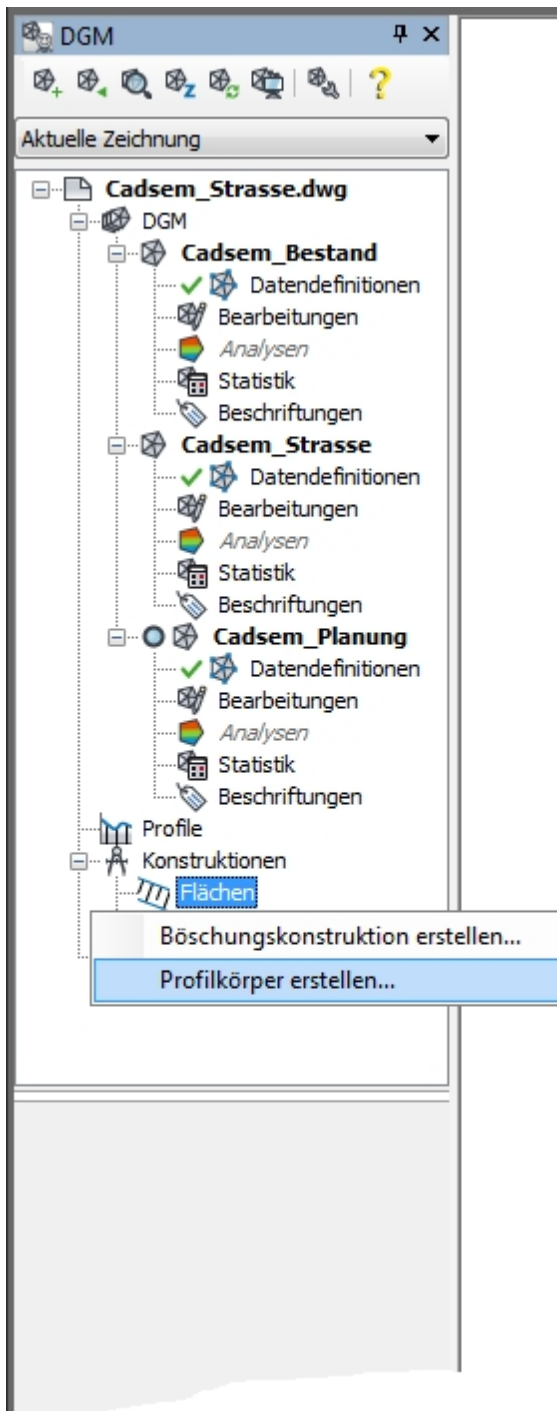 DGM
Aktuelle Zeichnung
Cadsem_Strasse.dwg
DGM
Cadsem_Bestand
Datendefinitionen
Bearbeitungen
Analysen
Statistik
Beschriftungen
Cadsem_Strasse
Datendefinitionen
Bearbeitungen
Analysen
Statistik
Beschriftungen
Cadsem_Planung
Datendefinitionen
Bearbeitungen
Analysen
Statistik
Beschriftungen
Profile
Konstruktionen
Flächen
Böschungskonstruktion erstellen...
Profilkörper erstellen...